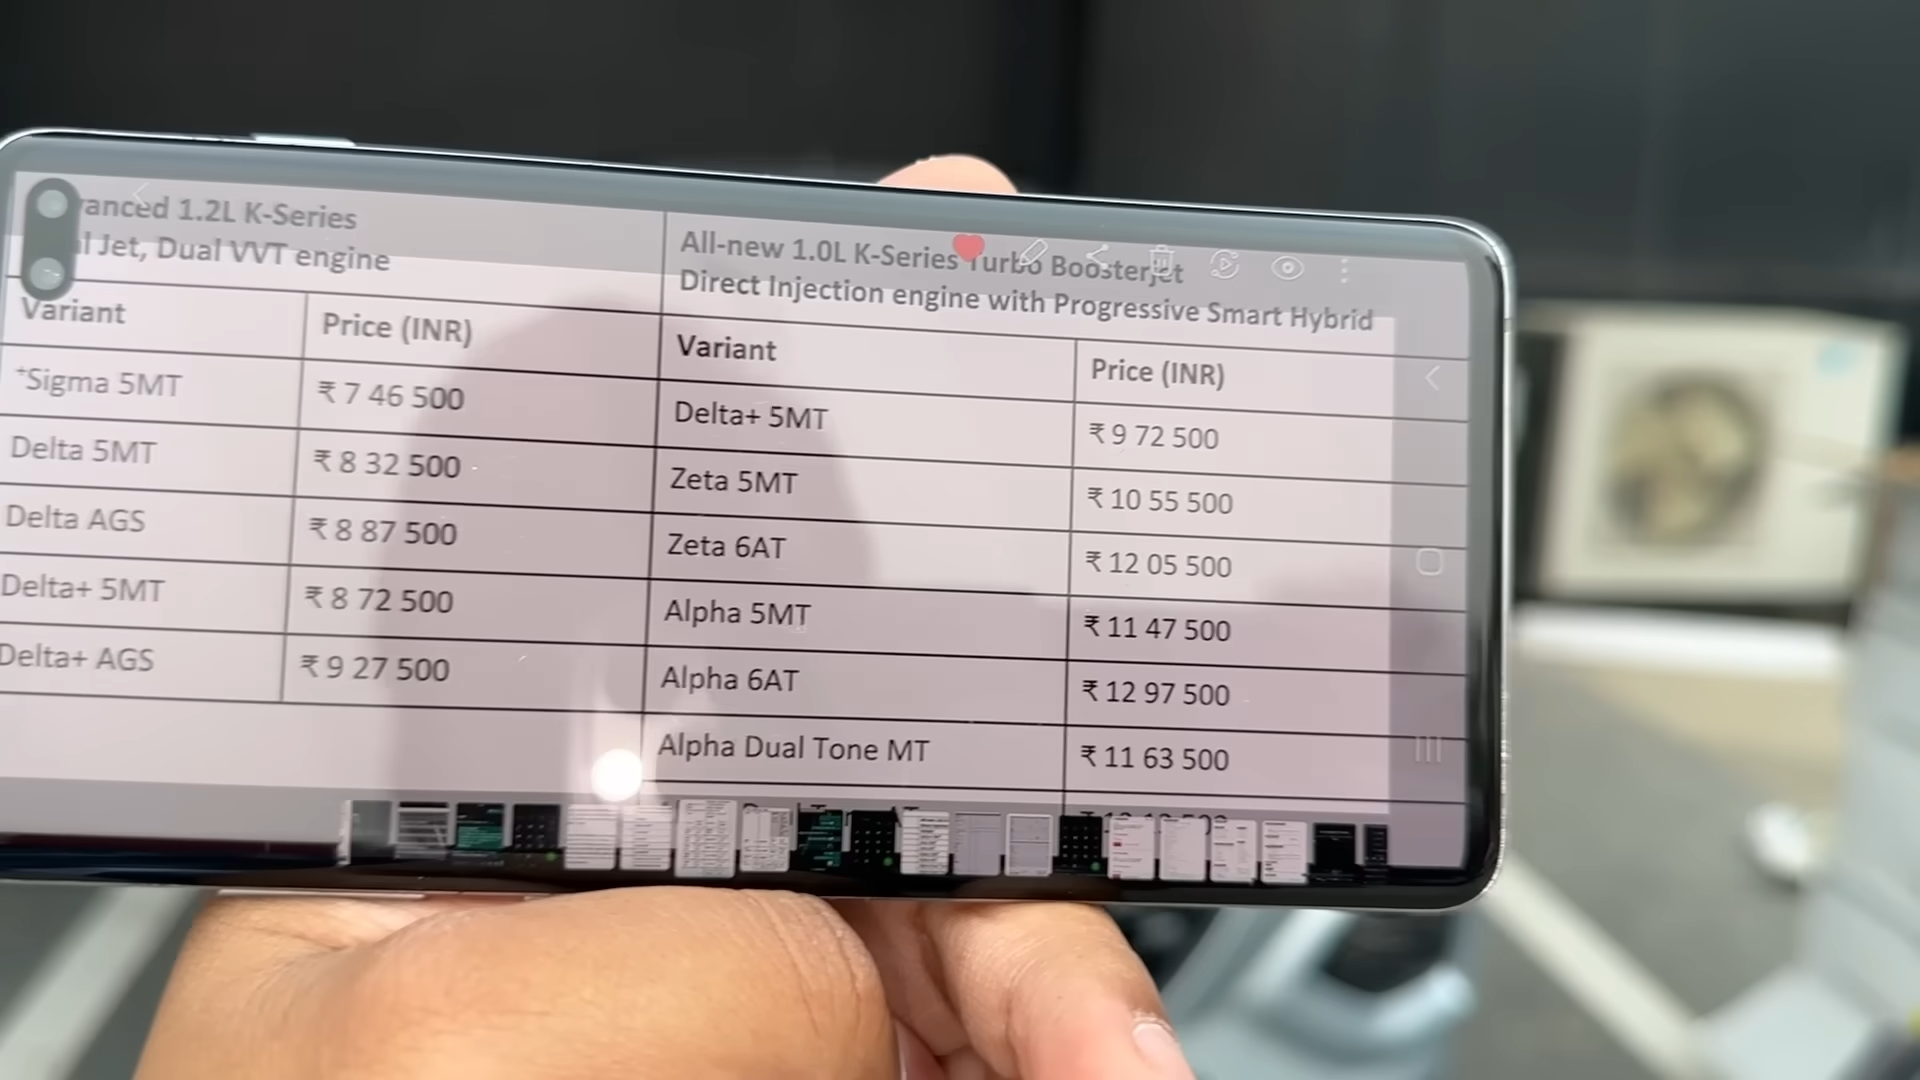 anced 1.2L K-Series
l Jet, Dual VVT engine
Variant Price (INR)
+Sigma 5MT ₹ 7 46 500
Delta 5MT ₹ 8 32 500
Delta AGS ₹ 8 87 500
Delta+ 5MT ₹ 8 72 500
Delta+ AGS ₹ 9 27 500
All-new 1.0L K-Series Turbo Boosterjet
Direct Injection engine with Progressive Smart Hybrid
Variant Price (INR)
Delta+ 5MT ₹ 9 72 500
Zeta 5MT ₹ 10 55 500
Zeta 6AT ₹ 12 05 500
Alpha 5MT ₹ 11 47 500
Alpha 6AT ₹ 12 97 500
Alpha Dual Tone MT ₹ 11 63 500